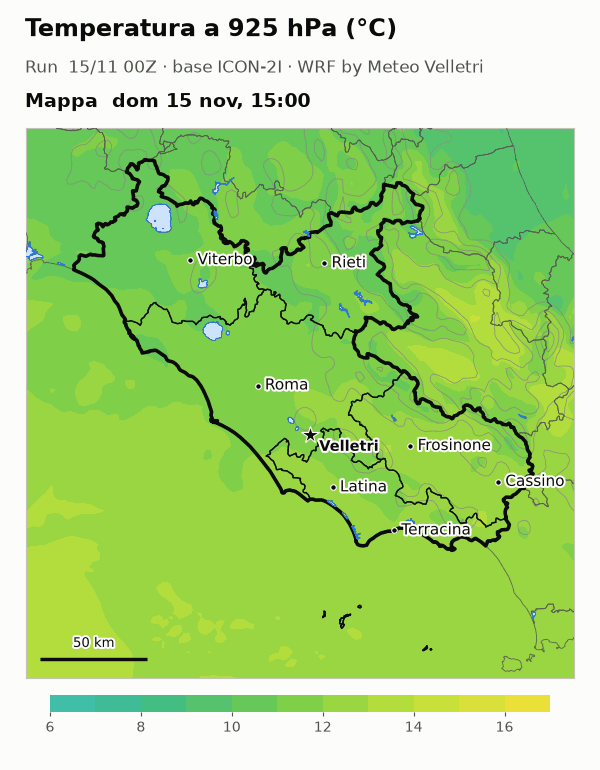 Temperatura a 925 hPa (°C)
Run  15/11 00Z · base ICON-2I · WRF by Meteo Velletri
Mappa  dom 15 nov, 15:00
Viterbo
Rieti
Roma
Velletri
Frosinone
Cassino
Latina
Terracina
50 km
6 8 10 12 14 16